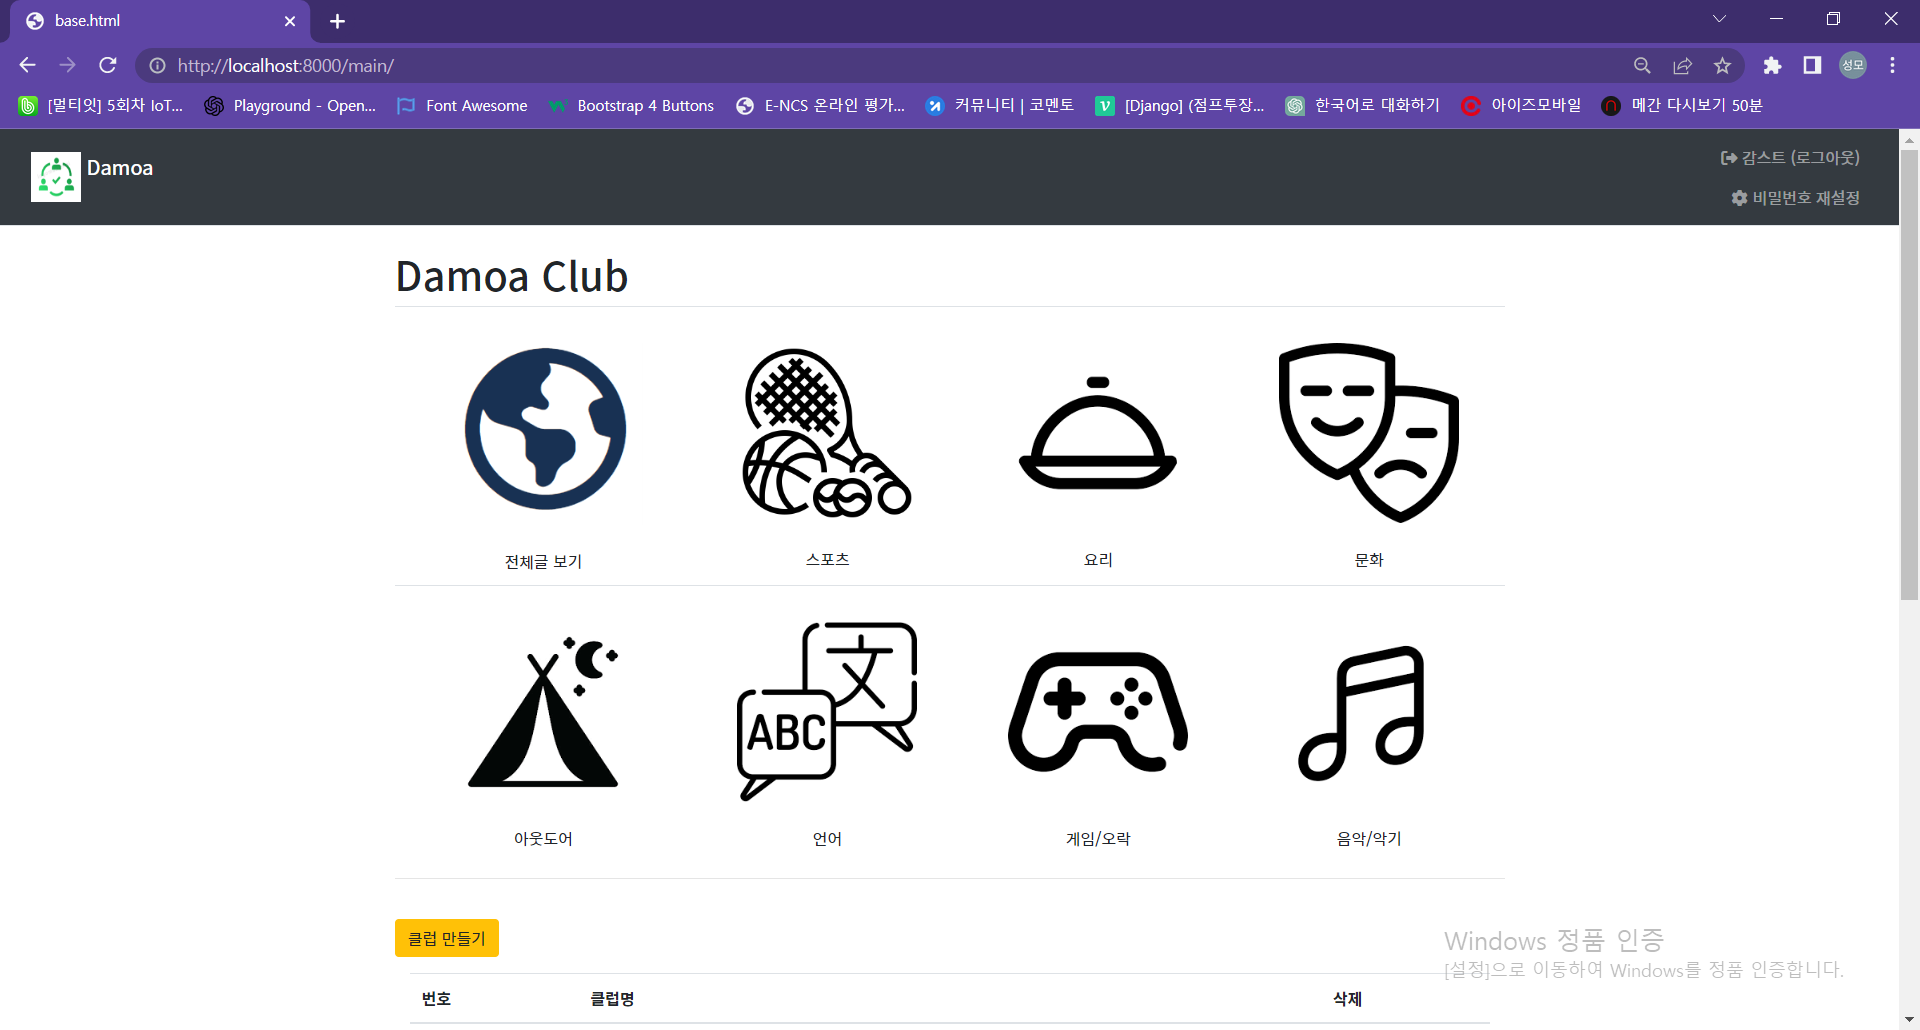 base.html
http://localhost:8000/main/
성모
[멀티잇] 5회차 IoT...
Playground - Open...
Font Awesome
Bootstrap 4 Buttons
E-NCS 온라인 평가...
커뮤니티 | 코멘토
[Django] (점프투장...
한국어로 대화하기
아이즈모바일
메간 다시보기 50분
Damoa
감스트 (로그아웃)
비밀번호 재설정
Damoa Club
전체글 보기
스포츠
요리
문화
文
ABC
아웃도어
언어
게임/오락
음악/악기
클럽 만들기
Windows 정품 인증
[설정]으로 이동하여 Windows를 정품 인증합니다.
번호 클럽명 삭제